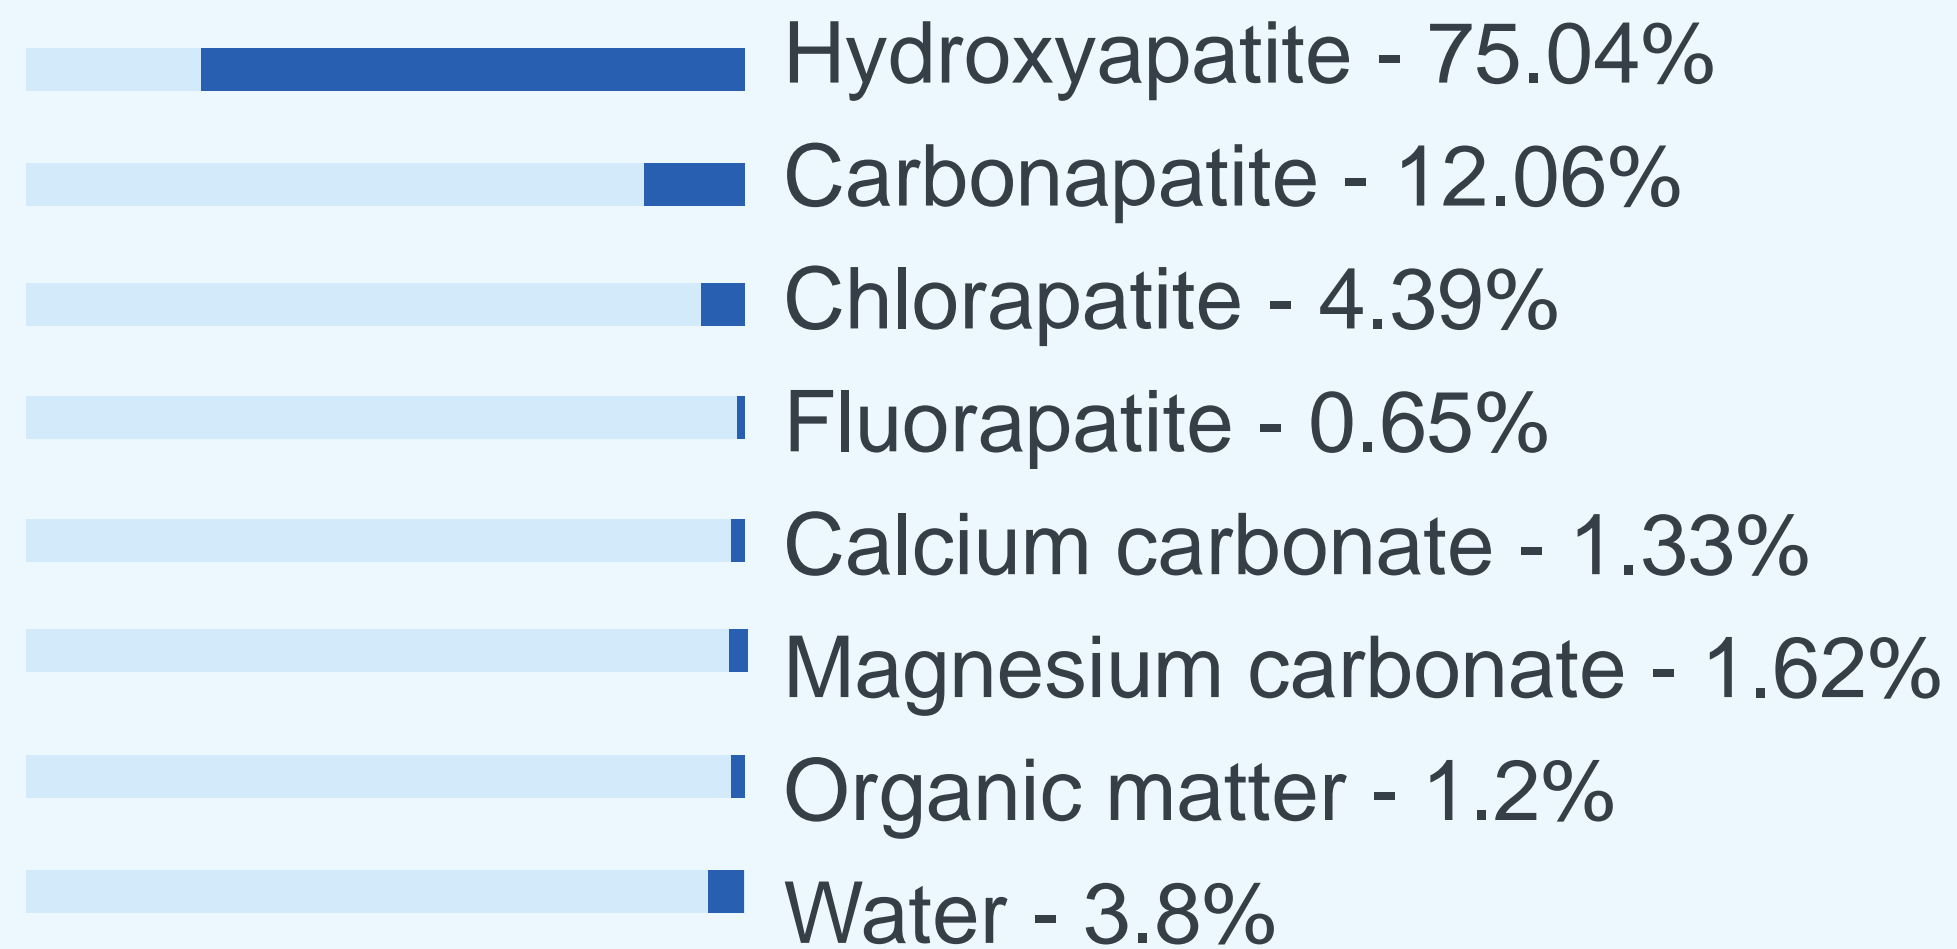 Hydroxyapatite - 75.04%
Carbonapatite - 12.06%
Chlorapatite - 4.39%
Fluorapatite - 0.65%
Calcium carbonate - 1.33%
Magnesium carbonate - 1.62%
Organic matter - 1.2%
Water - 3.8%